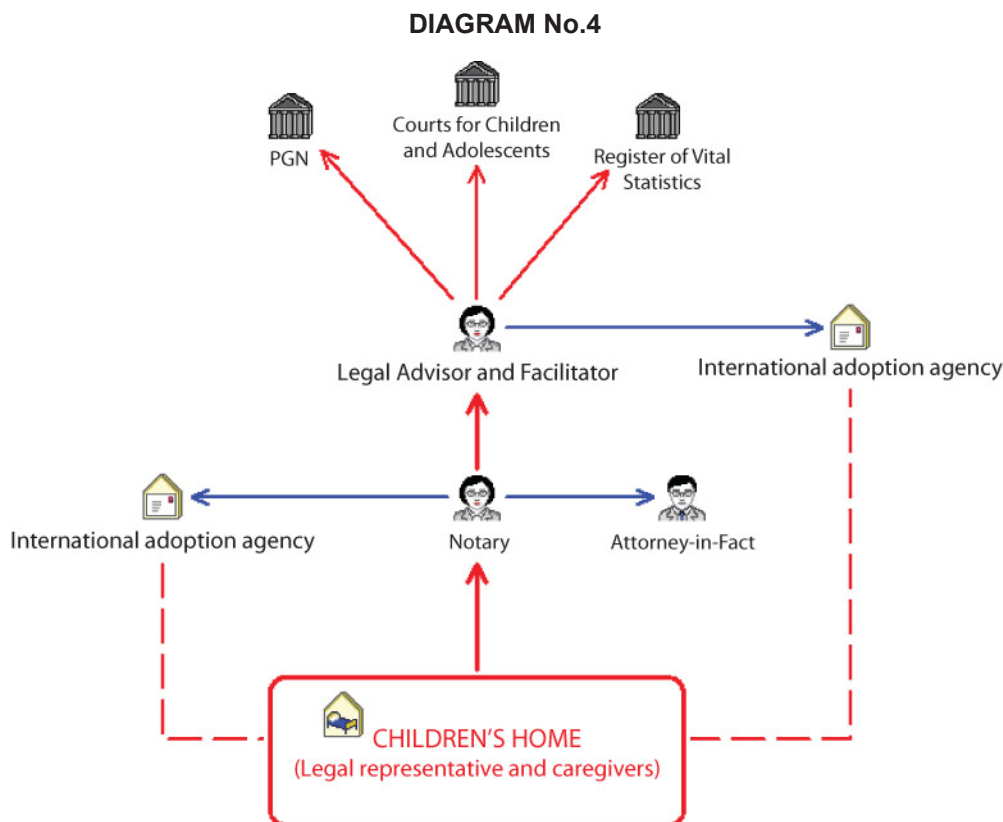 DIAGRAM No.4
Courts for Children
and Adolescents
PGN
Register of Vital
Statistics
Legal Advisor and Facilitator
International adoption agency
International adoption agency
Notary
Attorney-in-Fact
CHILDREN'S HOME
(Legal representative and caregivers)